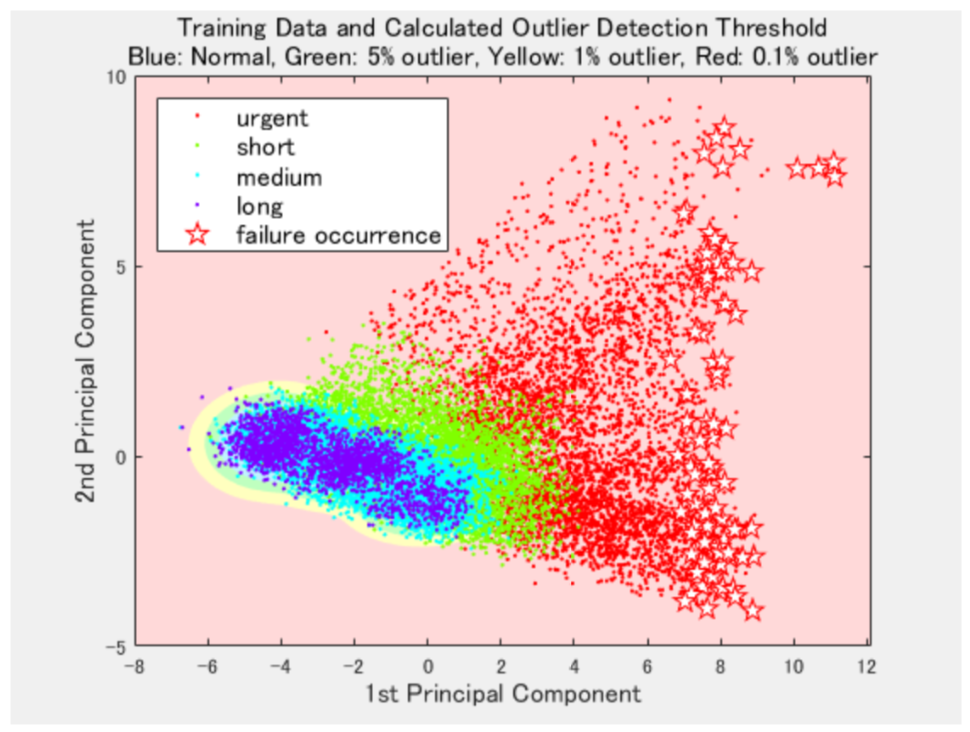 Training Data and Calculated Outlier Detection Threshold
Blue: Normal, Green: 5% outlier, Yellow: 1% outlier, Red: 0.1% outlier
10
urgent
short
medium
long
failure occurrence
5
0
-5
2nd Principal Component
-8
-6
-4
-2
0
2
4
6
8
10
12
1st Principal Component